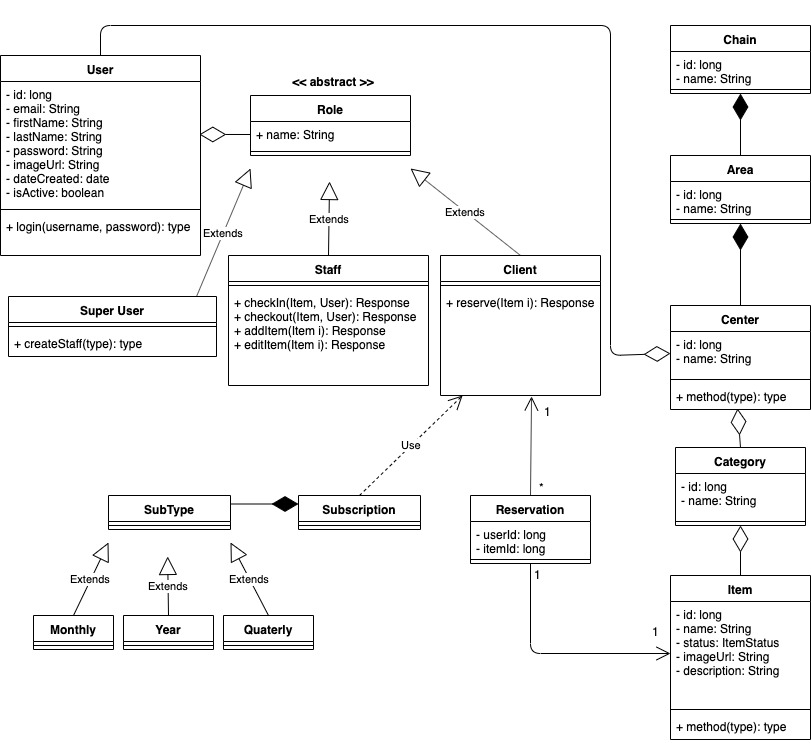 User
- id: long
- email: String
- firstName: String
- lastName: String
- password: String
- imageUrl: String
- dateCreated: date
- isActive: boolean
+ login(username, password): type
<< abstract >>
Role
+ name: String
Chain
- id: long
- name: String
Area
- id: long
- name: String
Extends
Extends
Extends
Super User
+ createStaff(type): type
Staff
+ checkIn(Item, User): Response
+ checkout(Item, User): Response
+ addItem(Item i): Response
+ editItem(Item i): Response
Client
+ reserve(Item i): Response
Center
- id: long
- name: String
+ method(type): type
Use
1
*
Category
- id: long
- name: String
SubType
Subscription
Reservation
- userId: long
- itemId: long
1
1
Extends
Extends
Extends
Monthly
Year
Quaterly
Item
- id: long
- name: String
- status: ItemStatus
- imageUrl: String
- description: String
+ method(type): type